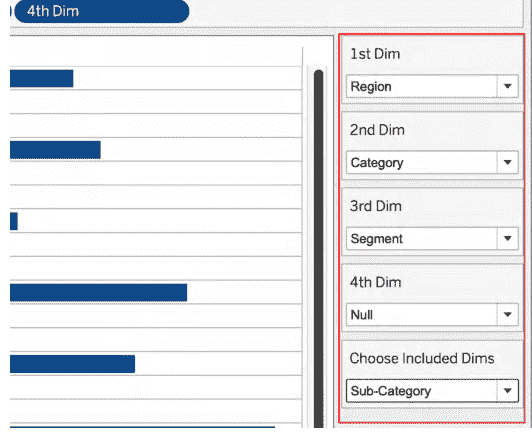 4th Dim
1st Dim
Region
2nd Dim
Category
3rd Dim
Segment
4th Dim
Null
Choose Included Dims
Sub-Category